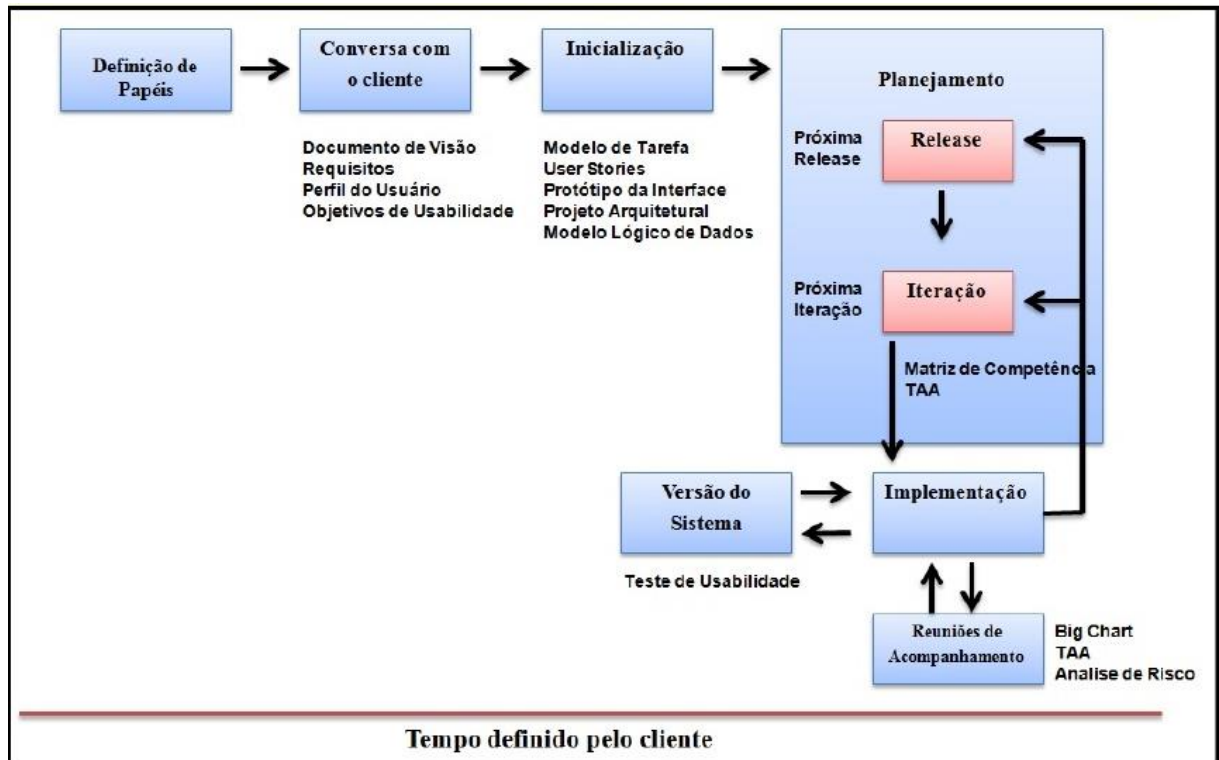 Definição de
Papéis
Conversa com
o cliente
Documento de Visão
Requisitos
Perfil do Usuário
Objetivos de Usabilidade
Inicialização
Modelo de Tarefa
User Stories
Protótipo da Interface
Projeto Arquitetural
Modelo Lógico de Dados
Planejamento
Próxima
Release
Release
Próxima
Iteração
Iteração
Matriz de Competência
TAA
Versão do
Sistema
Teste de Usabilidade
Implementação
Reuniões de
Acompanhamento
Big Chart
TAA
Analise de Risco
Tempo definido pelo cliente